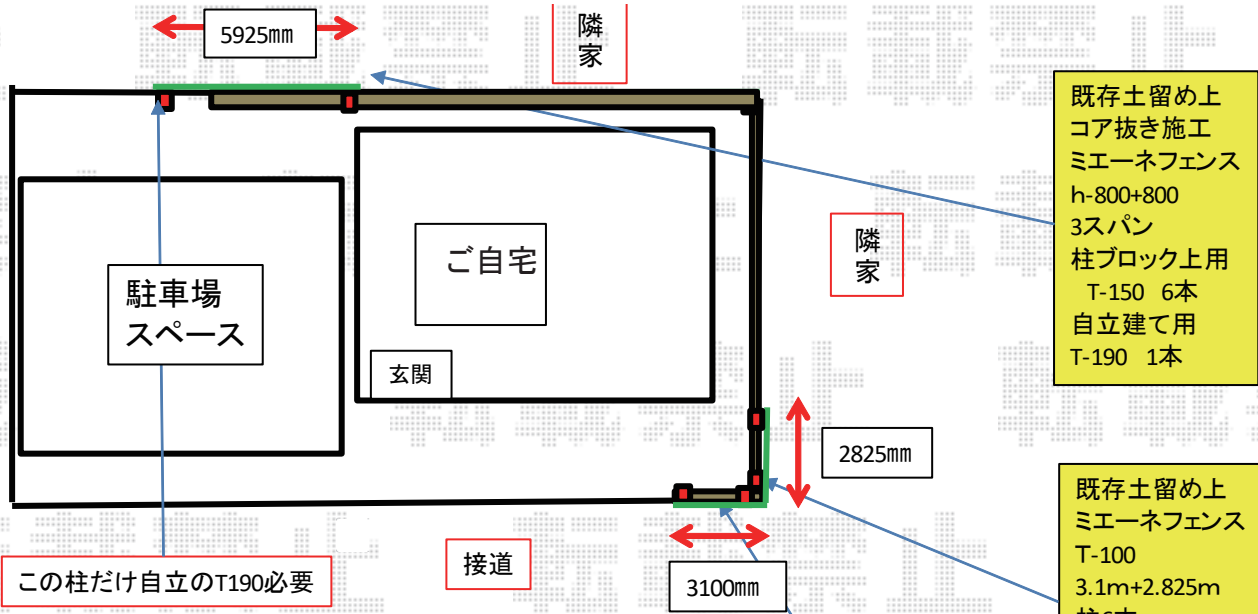 5925㎜
隣
家
既存土留め上
コア抜き施工
ミエーネフェンス
h-800+800
3スパン
柱ブロック上用
T-150 6本
自立建て用
T-190 1本
隣
家
ご自宅
駐車場
スペース
玄関
2825㎜
既存土留め上
ミエーネフェンス
T-100
3.1m+2.825m
接道
この柱だけ自立のT190必要
3100㎜